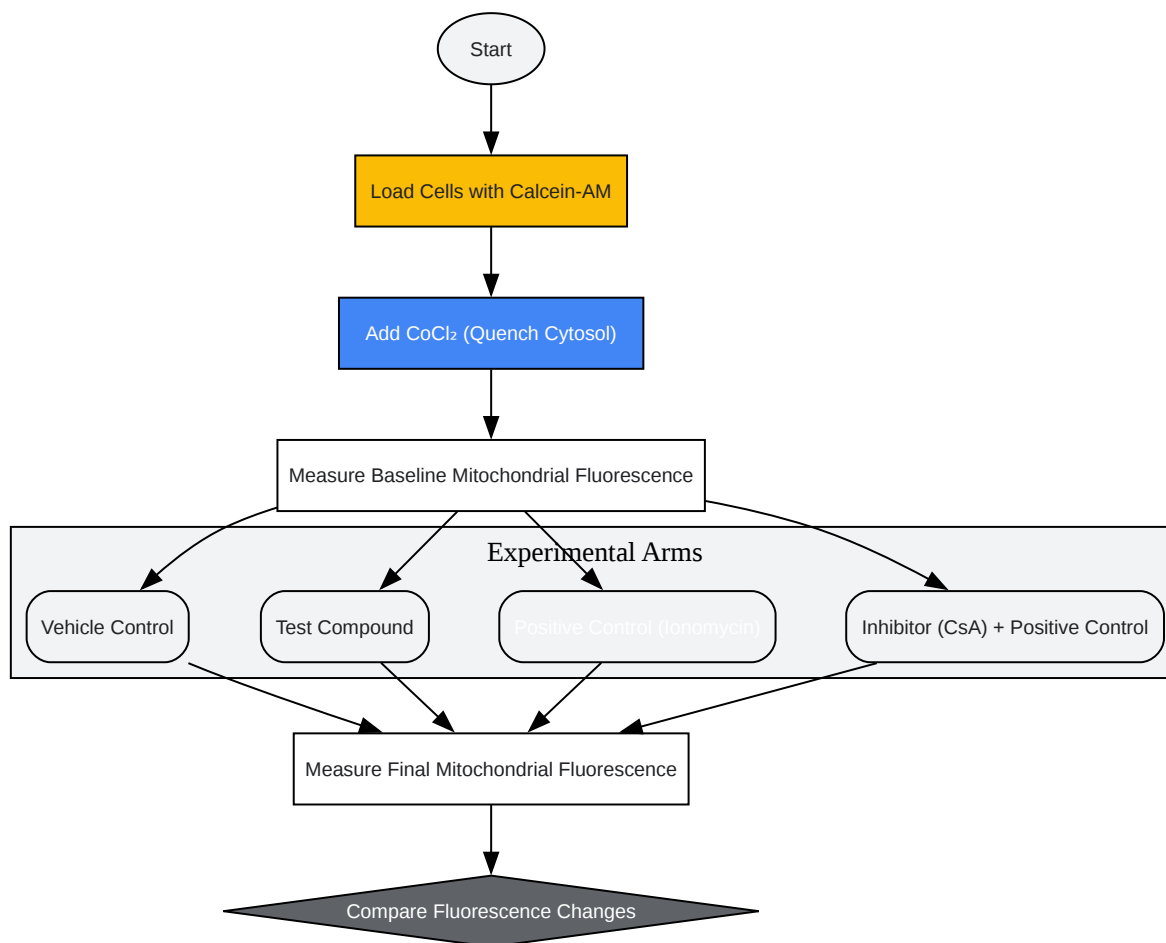 Start
Load Cells with Calcein-AM
Add CoCl₂ (Quench Cytosol)
Measure Baseline Mitochondrial Fluorescence
Experimental Arms
Vehicle Control
Test Compound
Positive Control (Ionomycin)
Inhibitor (CsA) + Positive Control
Measure Final Mitochondrial Fluorescence
Compare Fluorescence Changes